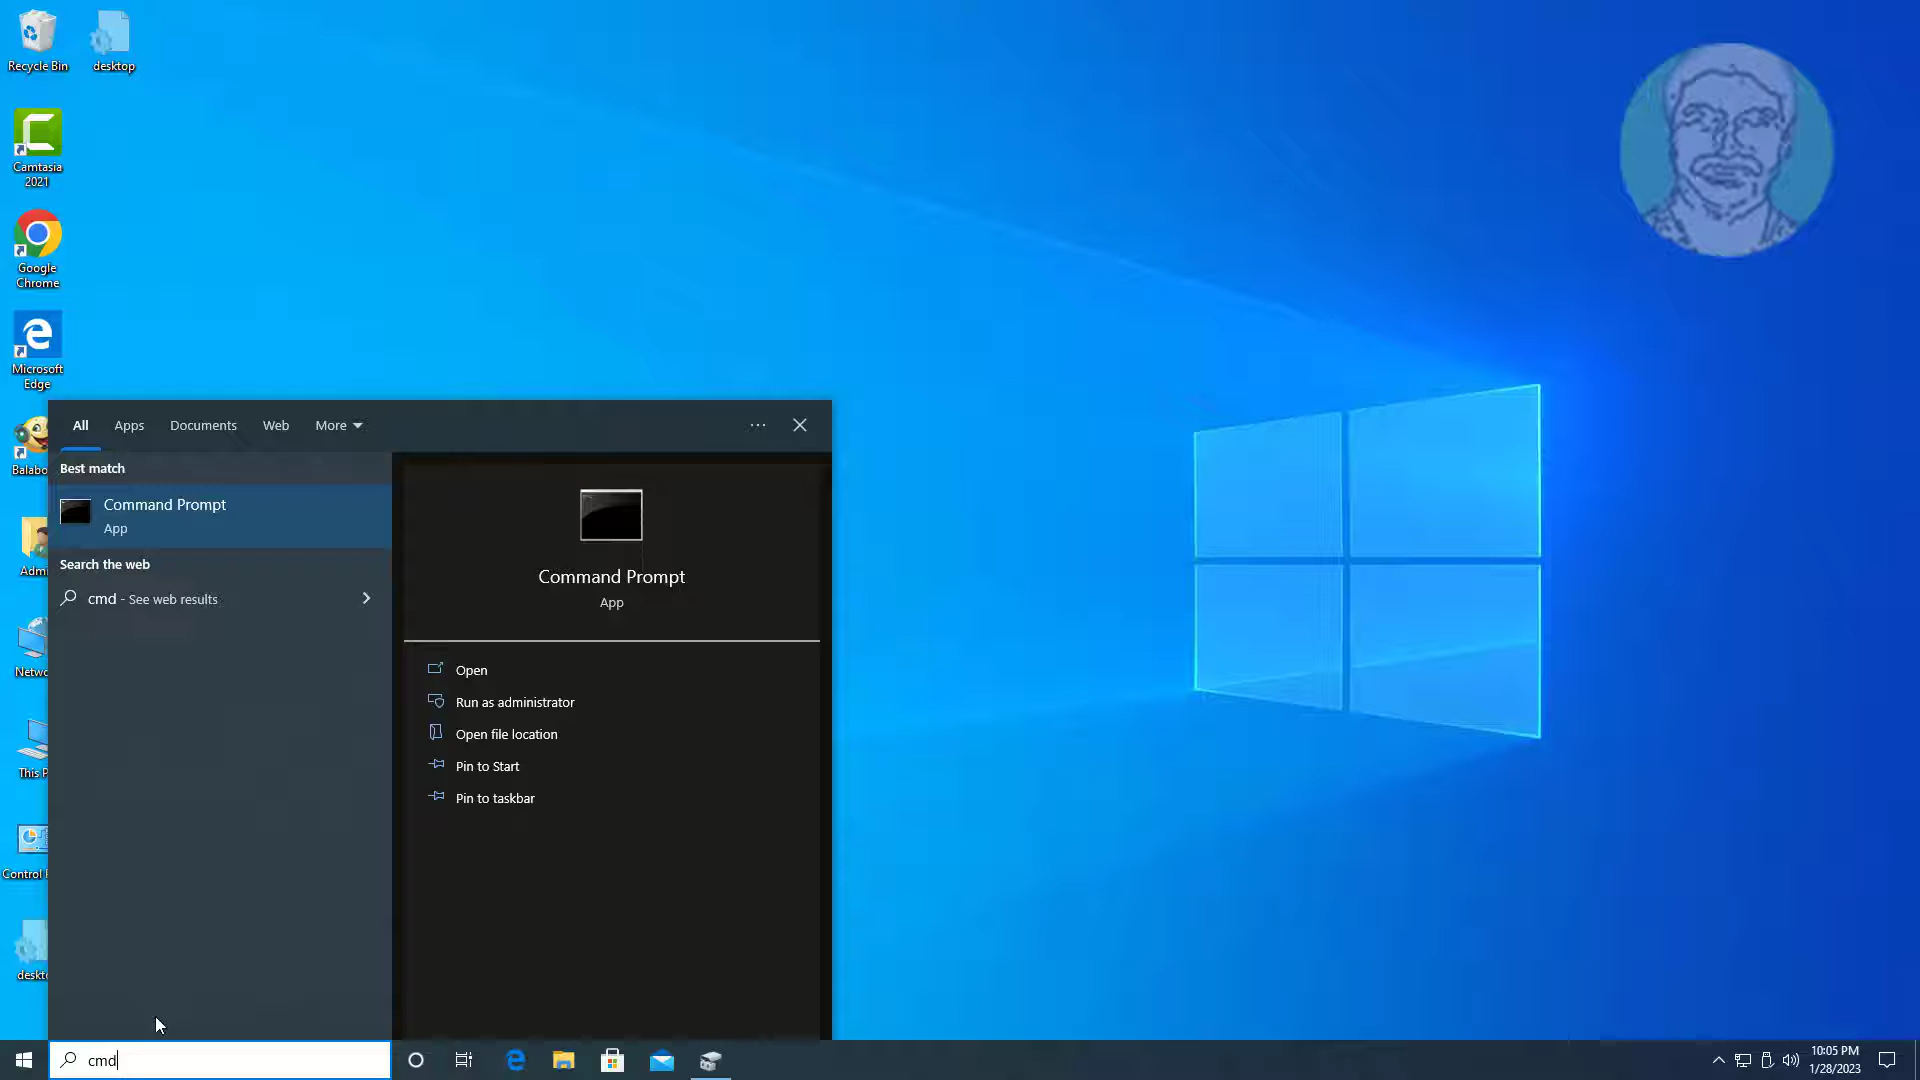 Recycle Bin
desktop
Camtasia
2021
Google
Chrome
Microsoft
Edge
All
Apps
Documents
Web
More
Best match
Command Prompt
App
Search the web
cmd - See web results
Command Prompt
App
Open
Run as administrator
Open file location
Pin to Start
Pin to taskbar
Balabo
Admi
Netwo
This P
Control
deskto
cmd
10:05 PM
1/28/2023